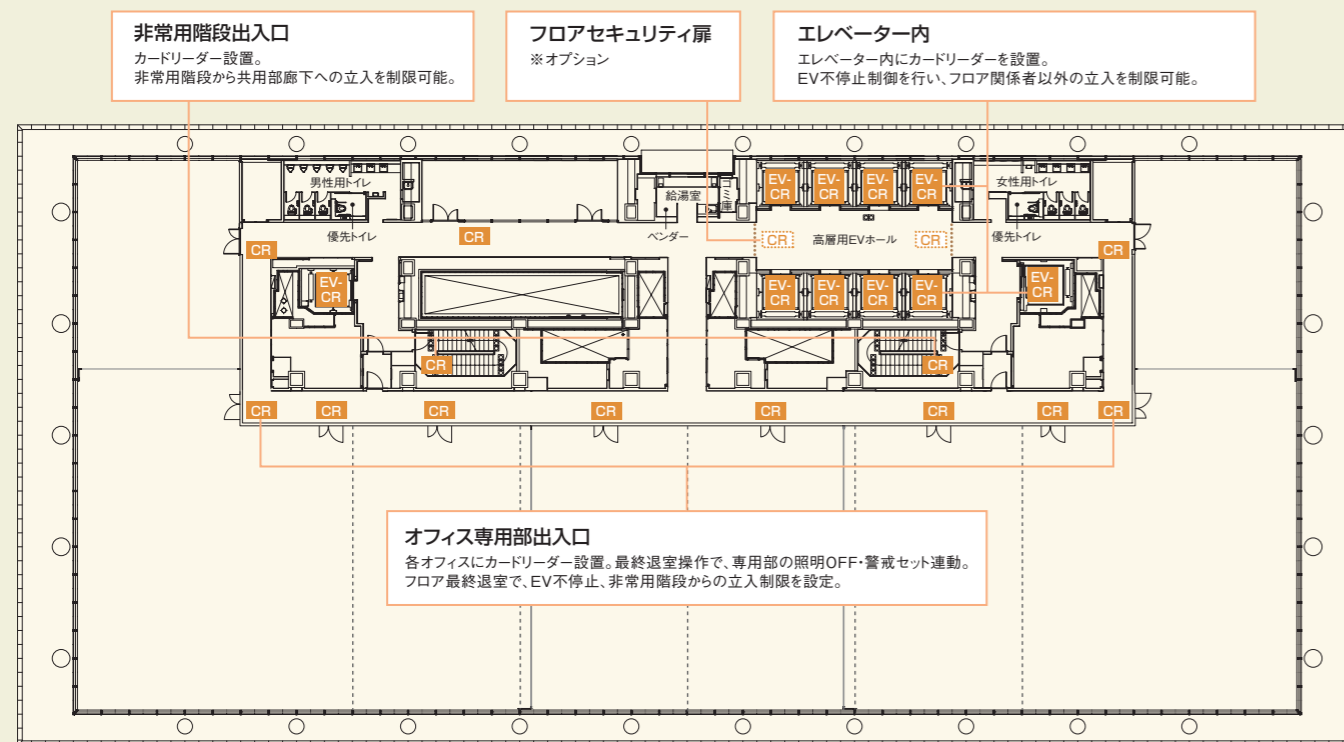 非常用階段出入口
カードリーダー設置。
非常用階段から共用部廊下への立入を制限可能。
フロアセキュリティ扉
※オプション
エレベーター内
エレベーター内にカードリーダーを設置。
EV不停止制御を行い、フロア関係者以外の立入を制限可能。
男性用トイレ
給湯室
ゴミ庫
EV-CR
EV-CR
EV-CR
EV-CR
女性用トイレ
CR
優先トイレ
CR
ベンダー
CR
高層用EVホール
CR
優先トイレ
CR
EV-CR
EV-CR
EV-CR
EV-CR
EV-CR
EV-CR
CR
CR
CR
CR
CR
CR
CR
CR
CR
CR
オフィス専用部出入口
各オフィスにカードリーダー設置。最終退室操作で、専用部の照明OFF・警戒セット連動。
フロア最終退室で、EV不停止、非常用階段からの立入制限を設定。